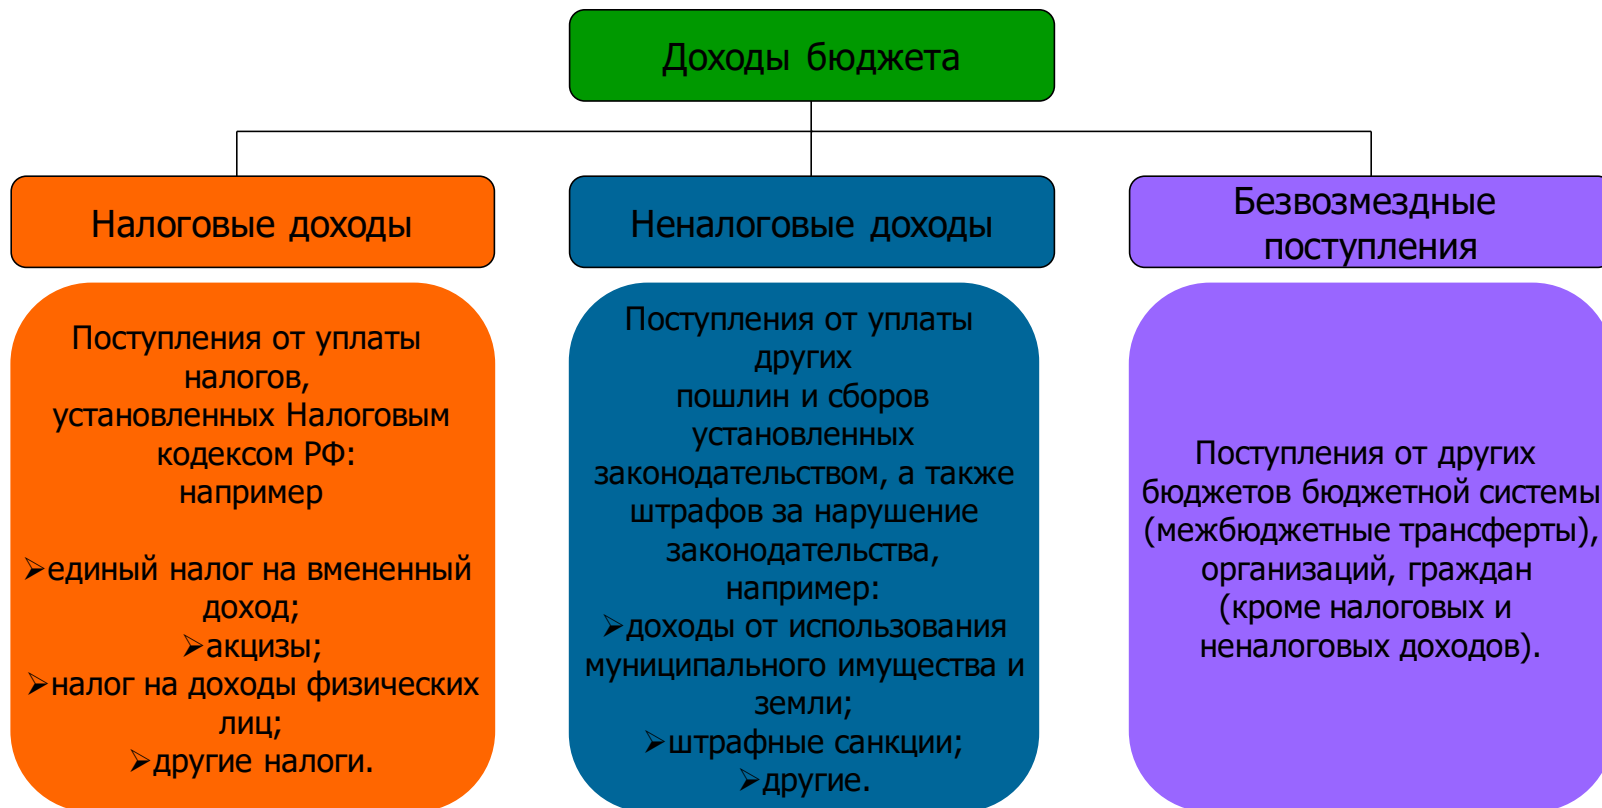 Доходы бюджета
Налоговые доходы
Неналоговые доходы
Безвозмездные
поступления
Поступления от уплаты
налогов,
установленных Налоговым
кодексом РФ:
например
➢единый налог на вмененный
доход;
➢акцизы;
➢налог на доходы физических
лиц;
➢другие налоги.
Поступления от уплаты
других
пошлин и сборов
установленных
законодательством, а также
штрафов за нарушение
законодательства,
например:
➢доходы от использования
муниципального имущества и
земли;
➢штрафные санкции;
➢другие.
Поступления от других
бюджетов бюджетной системы
(межбюджетные трансферты),
организаций, граждан
(кроме налоговых и
неналоговых доходов).